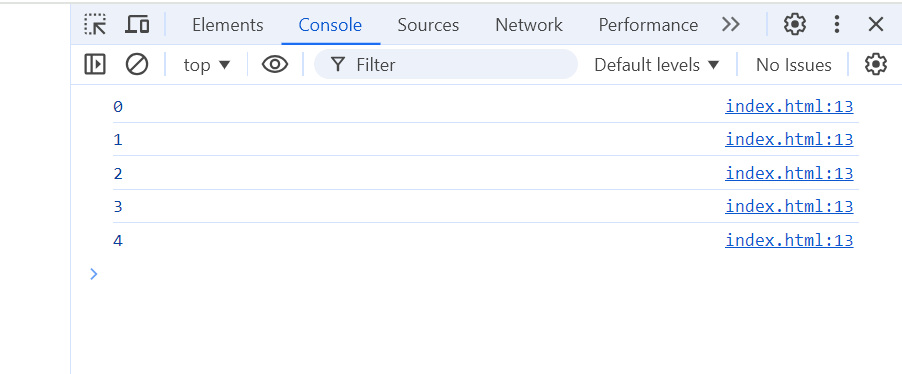 Elements Console Sources Network Performance
top Filter Default levels No Issues
0 index.html:13
1 index.html:13
2 index.html:13
3 index.html:13
4 index.html:13